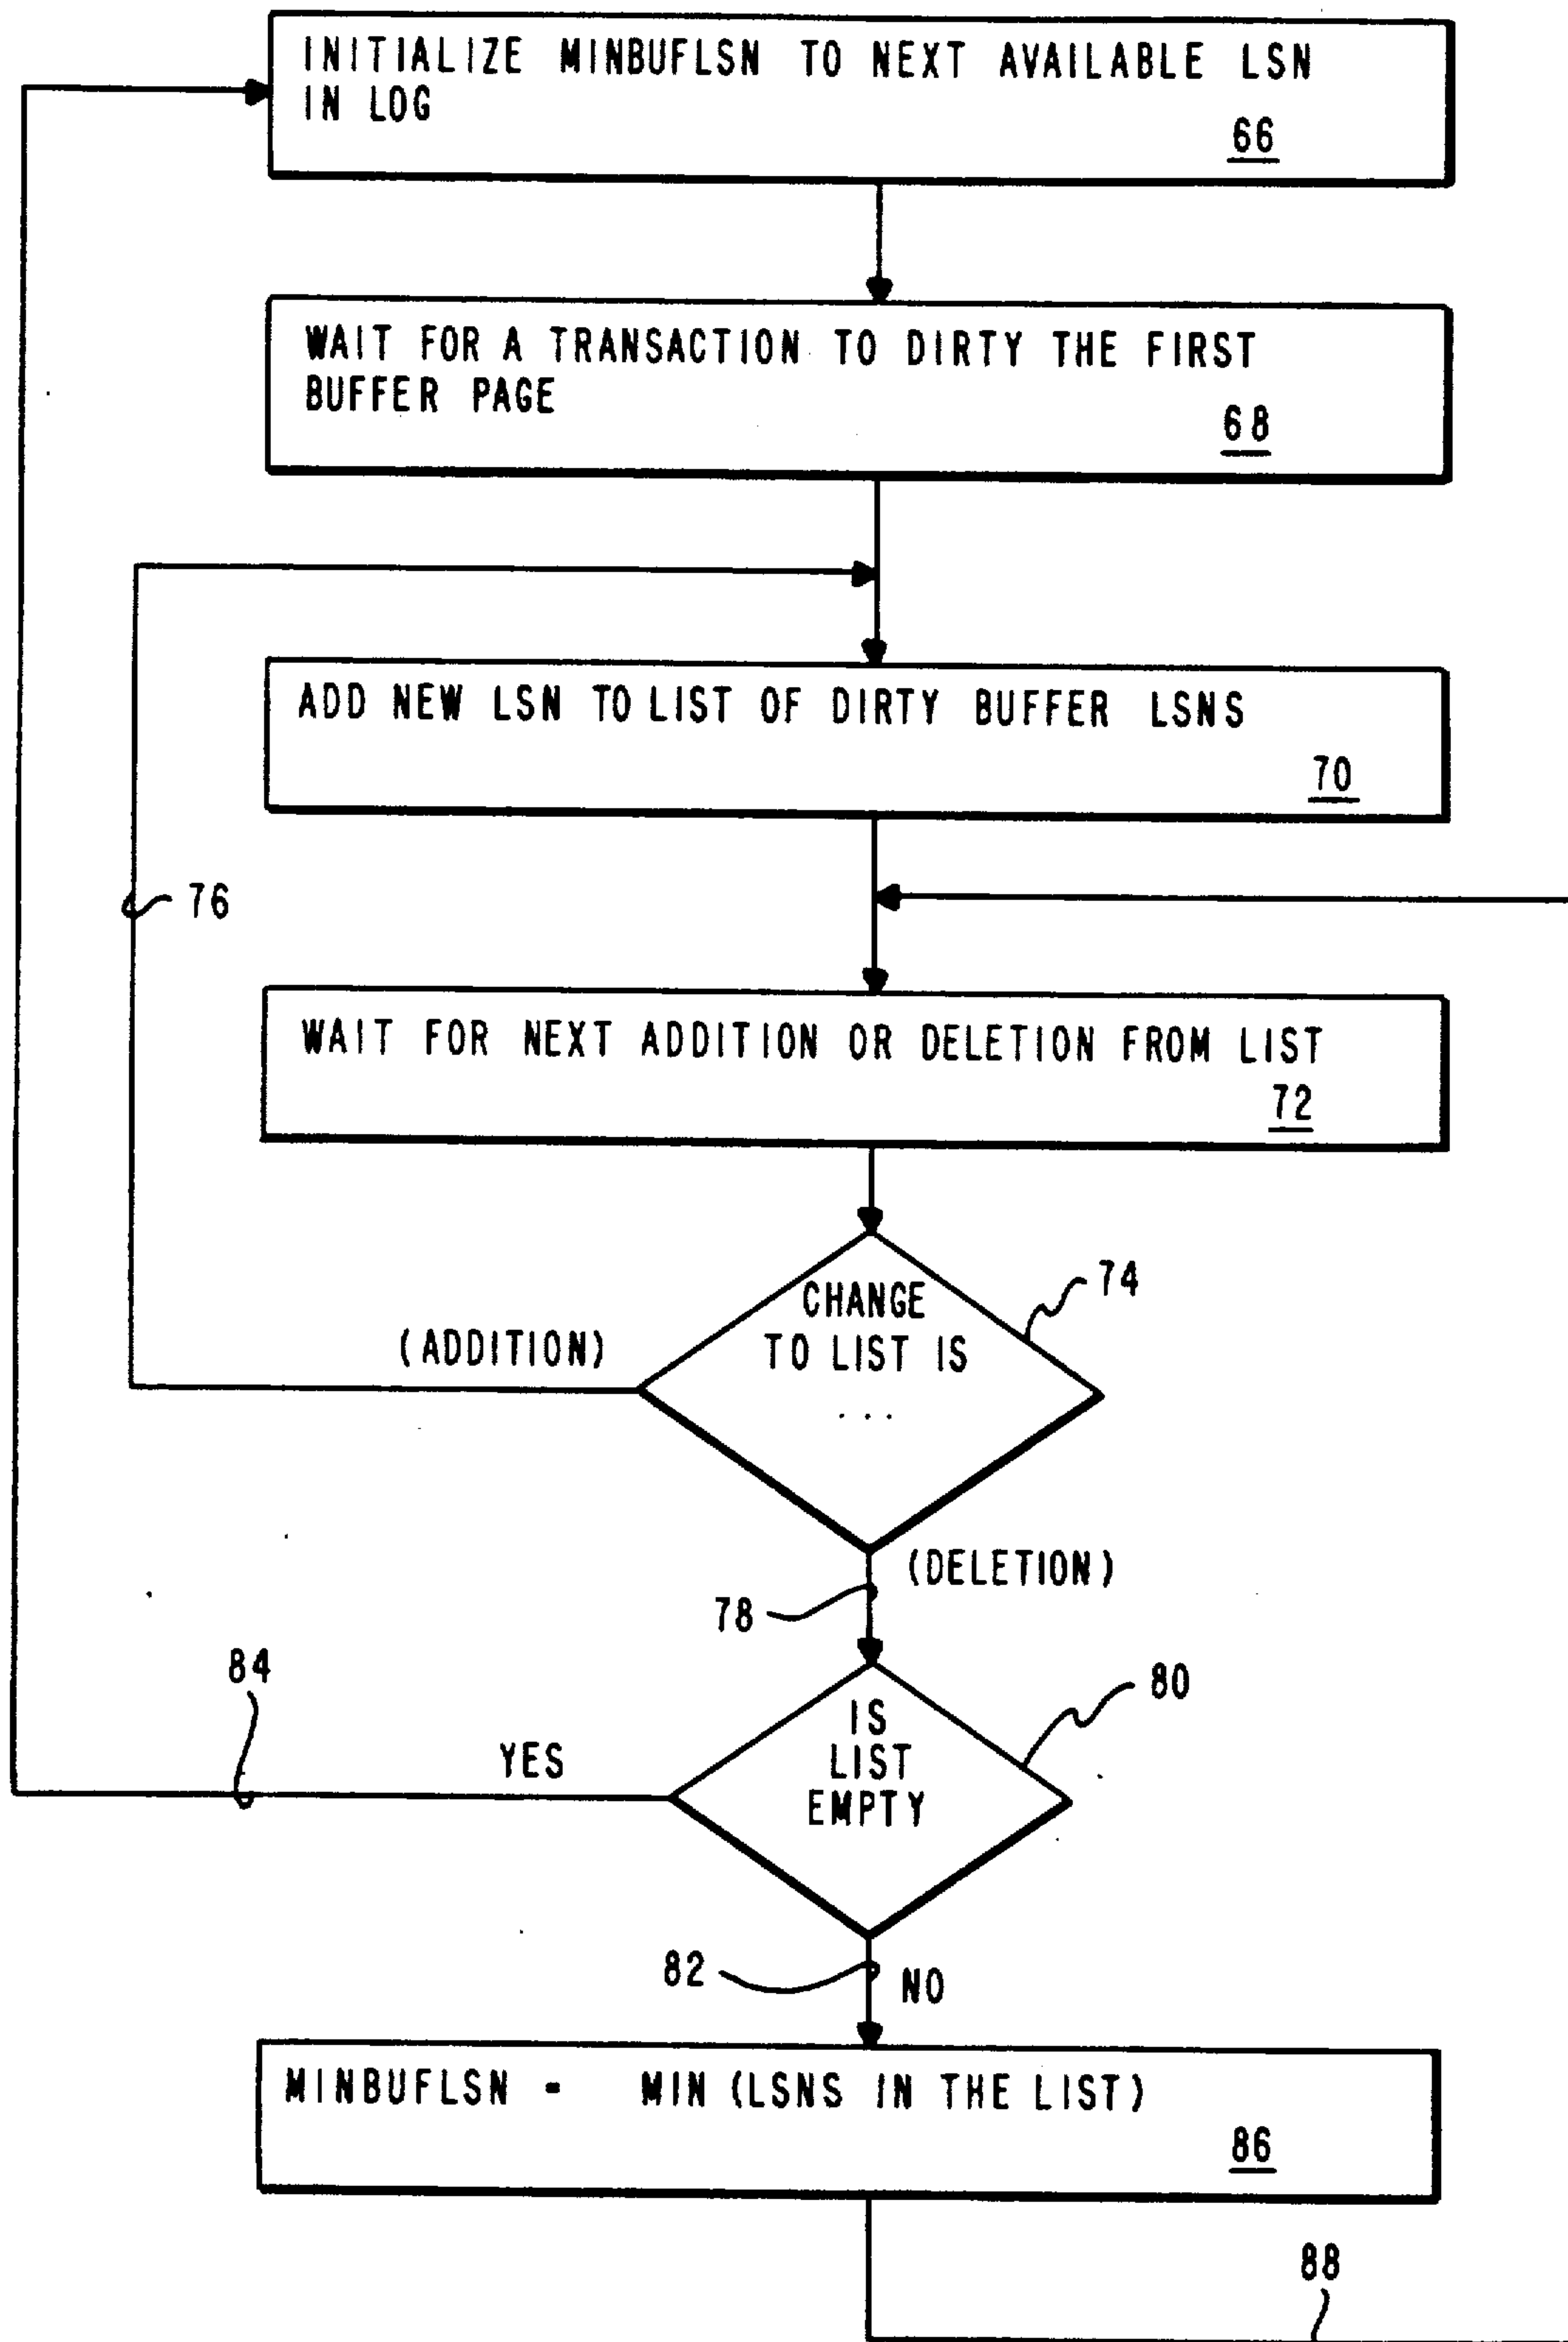 INITIALIZE MINBUFLSN TO NEXT AVAILABLE LSN
IN LOG
66
WAIT FOR A TRANSACTION TO DIRTY THE FIRST
BUFFER PAGE
68
ADD NEW LSN TO LIST OF DIRTY BUFFER LSNS
70
76
WAIT FOR NEXT ADDITION OR DELETION FROM LIST
72
74
CHANGE
TO LIST IS
...
(ADDITION)
(DELETION)
78
84
80
IS
LIST
EMPTY
YES
82
NO
MINBUFLSN = MIN (LSNS IN THE LIST)
86
88